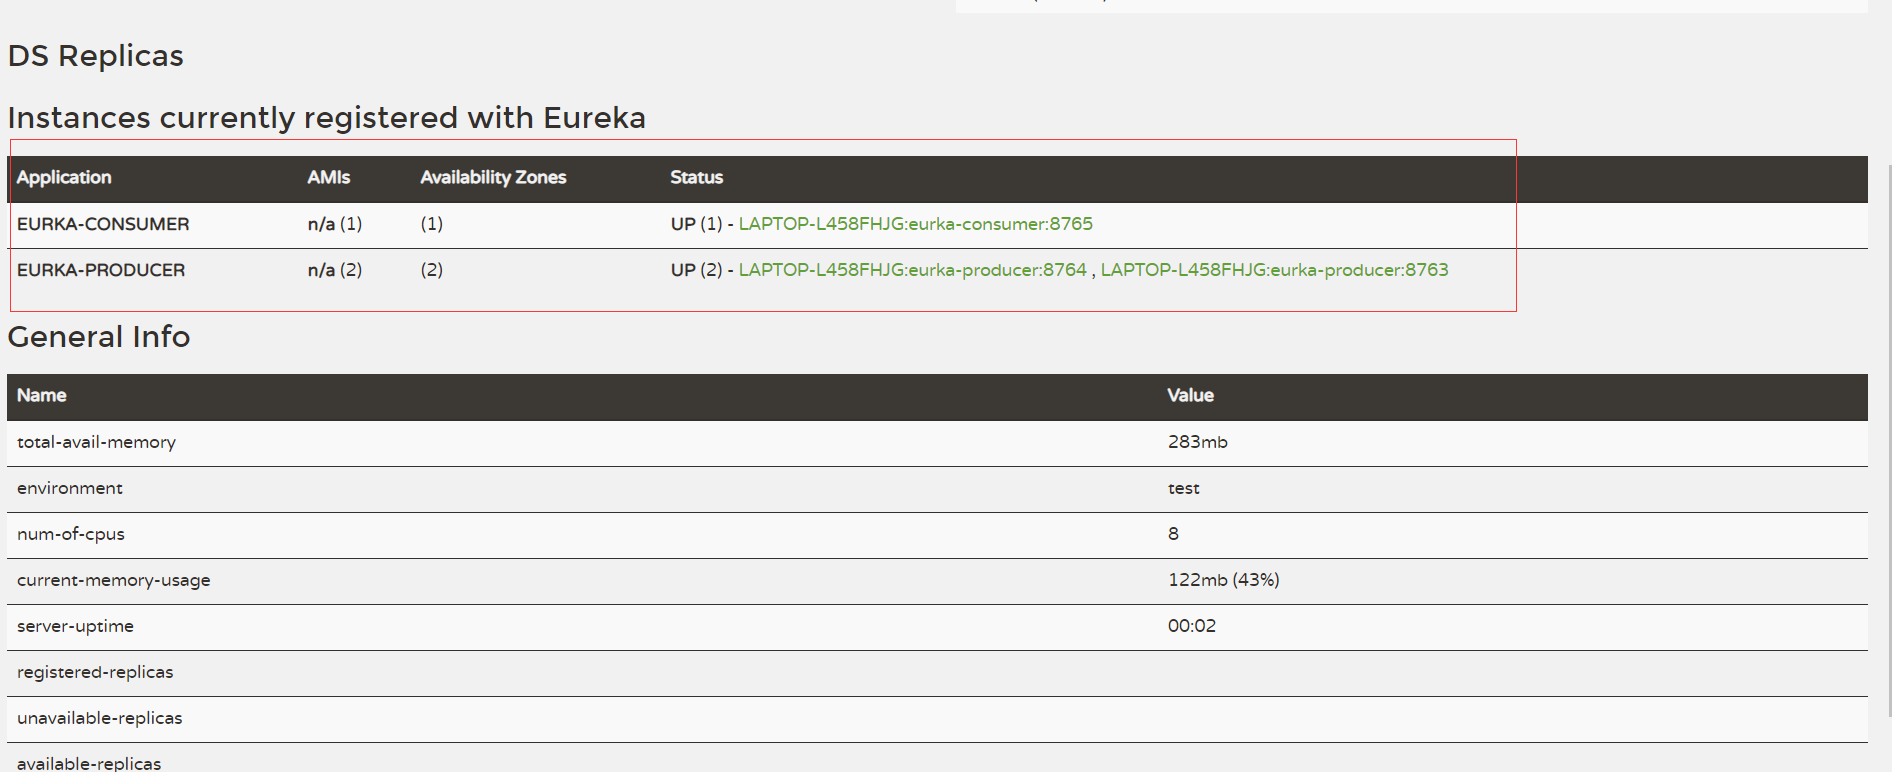 DS Replicas
Instances currently registered with Eureka
Application AMIs Availability Zones Status
EURKA-CONSUMER n/a (1) (1) UP (1) - LAPTOP-L458FHJG:eurka-consumer:8765
EURKA-PRODUCER n/a (2) (2) UP (2) - LAPTOP-L458FHJG:eurka-producer:8764 , LAPTOP-L458FHJG:eurka-producer:8763
General Info
Name Value
total-avail-memory 283mb
environment test
num-of-cpus 8
current-memory-usage 122mb (43%)
server-uptime 00:02
registered-replicas
unavailable-replicas
available-replicas